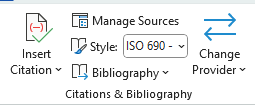 Manage Sources
Style: ISO 690 -
Bibliography
Insert Citation
Change Provider
Citations & Bibliography